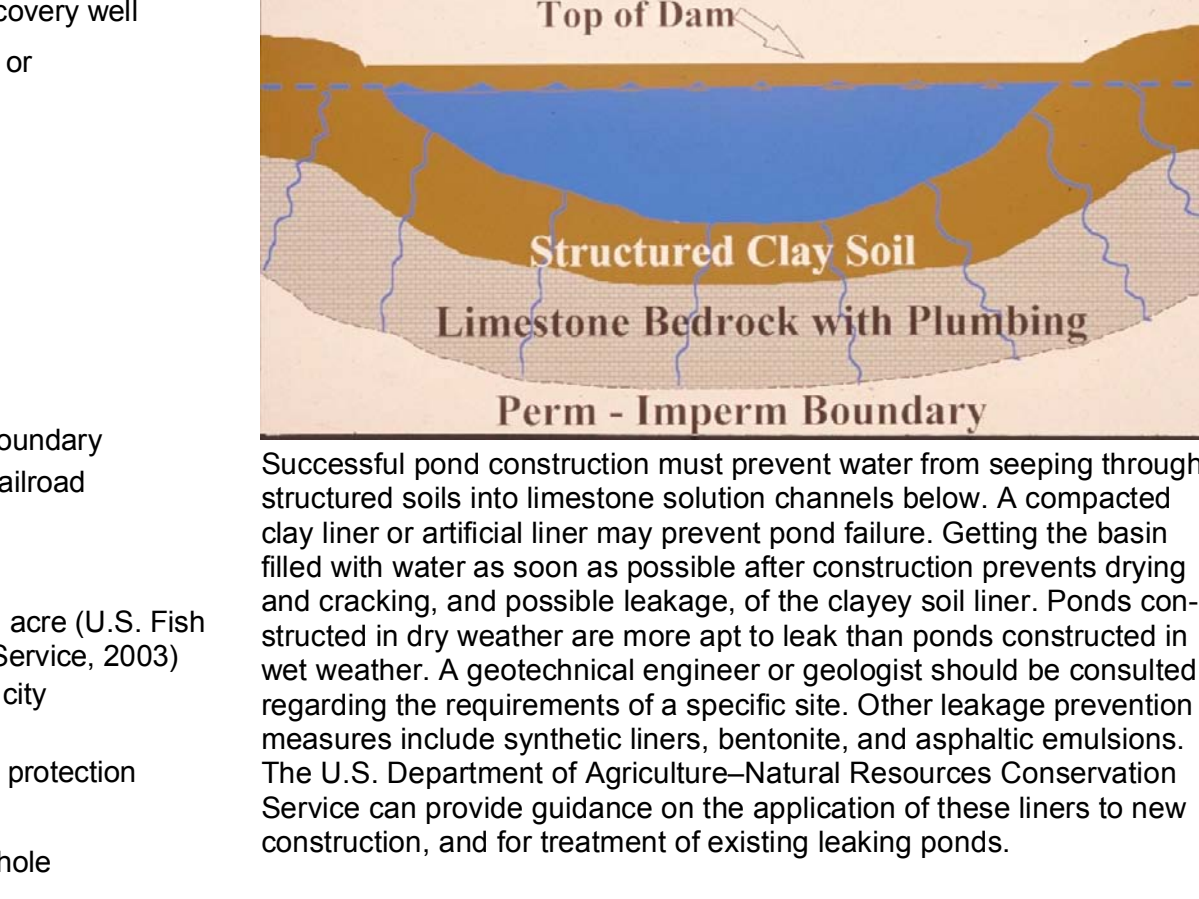 covery well
or
oundary
ailroad
acre (U.S. Fish
Service, 2003)
city
protection
hole
Top of Dam
Structured Clay Soil
Limestone Bedrock with Plumbing
Perm - Imperm Boundary
Successful pond construction must prevent water from seeping through
structured soils into limestone solution channels below. A compacted
clay liner or artificial liner may prevent pond failure. Getting the basin
filled with water as soon as possible after construction prevents drying
and cracking, and possible leakage, of the clayey soil liner. Ponds con-
structed in dry weather are more apt to leak than ponds constructed in
wet weather. A geotechnical engineer or geologist should be consulted
regarding the requirements of a specific site. Other leakage prevention
measures include synthetic liners, bentonite, and asphaltic emulsions.
The U.S. Department of Agriculture–Natural Resources Conservation
Service can provide guidance on the application of these liners to new
construction, and for treatment of existing leaking ponds.